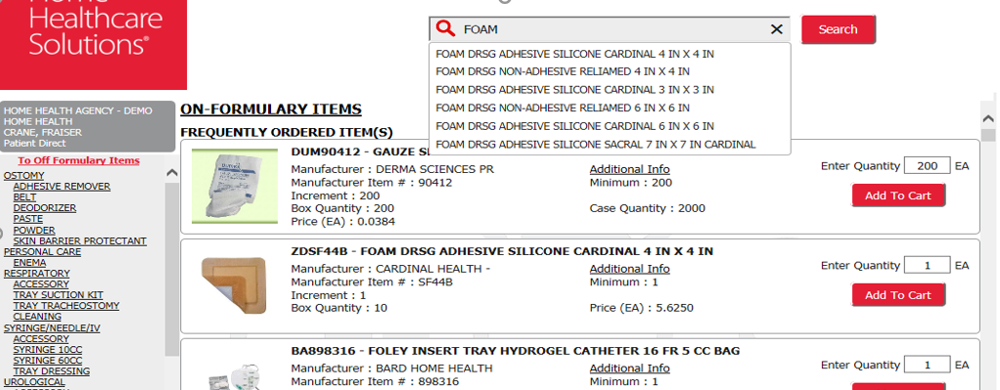 Home
Healthcare
Solutions®
FOAM
Search
FOAM DRSG ADHESIVE SILICONE CARDINAL 4 IN X 4 IN
FOAM DRSG NON-ADHESIVE RELIAMED 4 IN X 4 IN
FOAM DRSG ADHESIVE SILICONE CARDINAL 3 IN X 3 IN
FOAM DRSG NON-ADHESIVE RELIAMED 6 IN X 6 IN
FOAM DRSG ADHESIVE SILICONE CARDINAL 6 IN X 6 IN
FOAM DRSG ADHESIVE SILICONE SACRAL 7 IN X 7 IN CARDINAL
HOME HEALTH AGENCY - DEMO
HOME HEALTH
CRANE, FRAISER
Patient Direct
To Off Formulary Items
OSTOMY
ADHESIVE REMOVER
BELT
DEODORIZER
PASTE
POWDER
SKIN BARRIER PROTECTANT
PERSONAL CARE
ENEMA
RESPIRATORY
ACCESSORY
TRAY SUCTION KIT
TRAY TRACHEOSTOMY
CLEANING
SYRINGE/NEEDLE/IV
ACCESSORY
SYRINGE 10CC
SYRINGE 60CC
TRAY DRESSING
UROLOGICAL
ON-FORMULARY ITEMS
FREQUENTLY ORDERED ITEM(S)
DUM90412 - GAUZE
Manufacturer : DERMA SCIENCES PR
Additional Info
Manufacturer Item # : 90412
Minimum : 200
Increment : 200
Box Quantity : 200
Case Quantity : 2000
Price (EA) : 0.0384
Enter Quantity 200 EA
Add To Cart
ZDSF44B - FOAM DRSG ADHESIVE SILICONE CARDINAL 4 IN X 4 IN
Manufacturer : CARDINAL HEALTH -
Additional Info
Manufacturer Item # : SF44B
Minimum : 1
Increment : 1
Box Quantity : 10
Price (EA) : 5.6250
Enter Quantity 1 EA
Add To Cart
BA898316 - FOLEY INSERT TRAY HYDROGEL CATHETER 16 FR 5 CC BAG
Manufacturer : BARD HOME HEALTH
Additional Info
Manufacturer Item # : 898316
Minimum : 1
Enter Quantity 1 EA